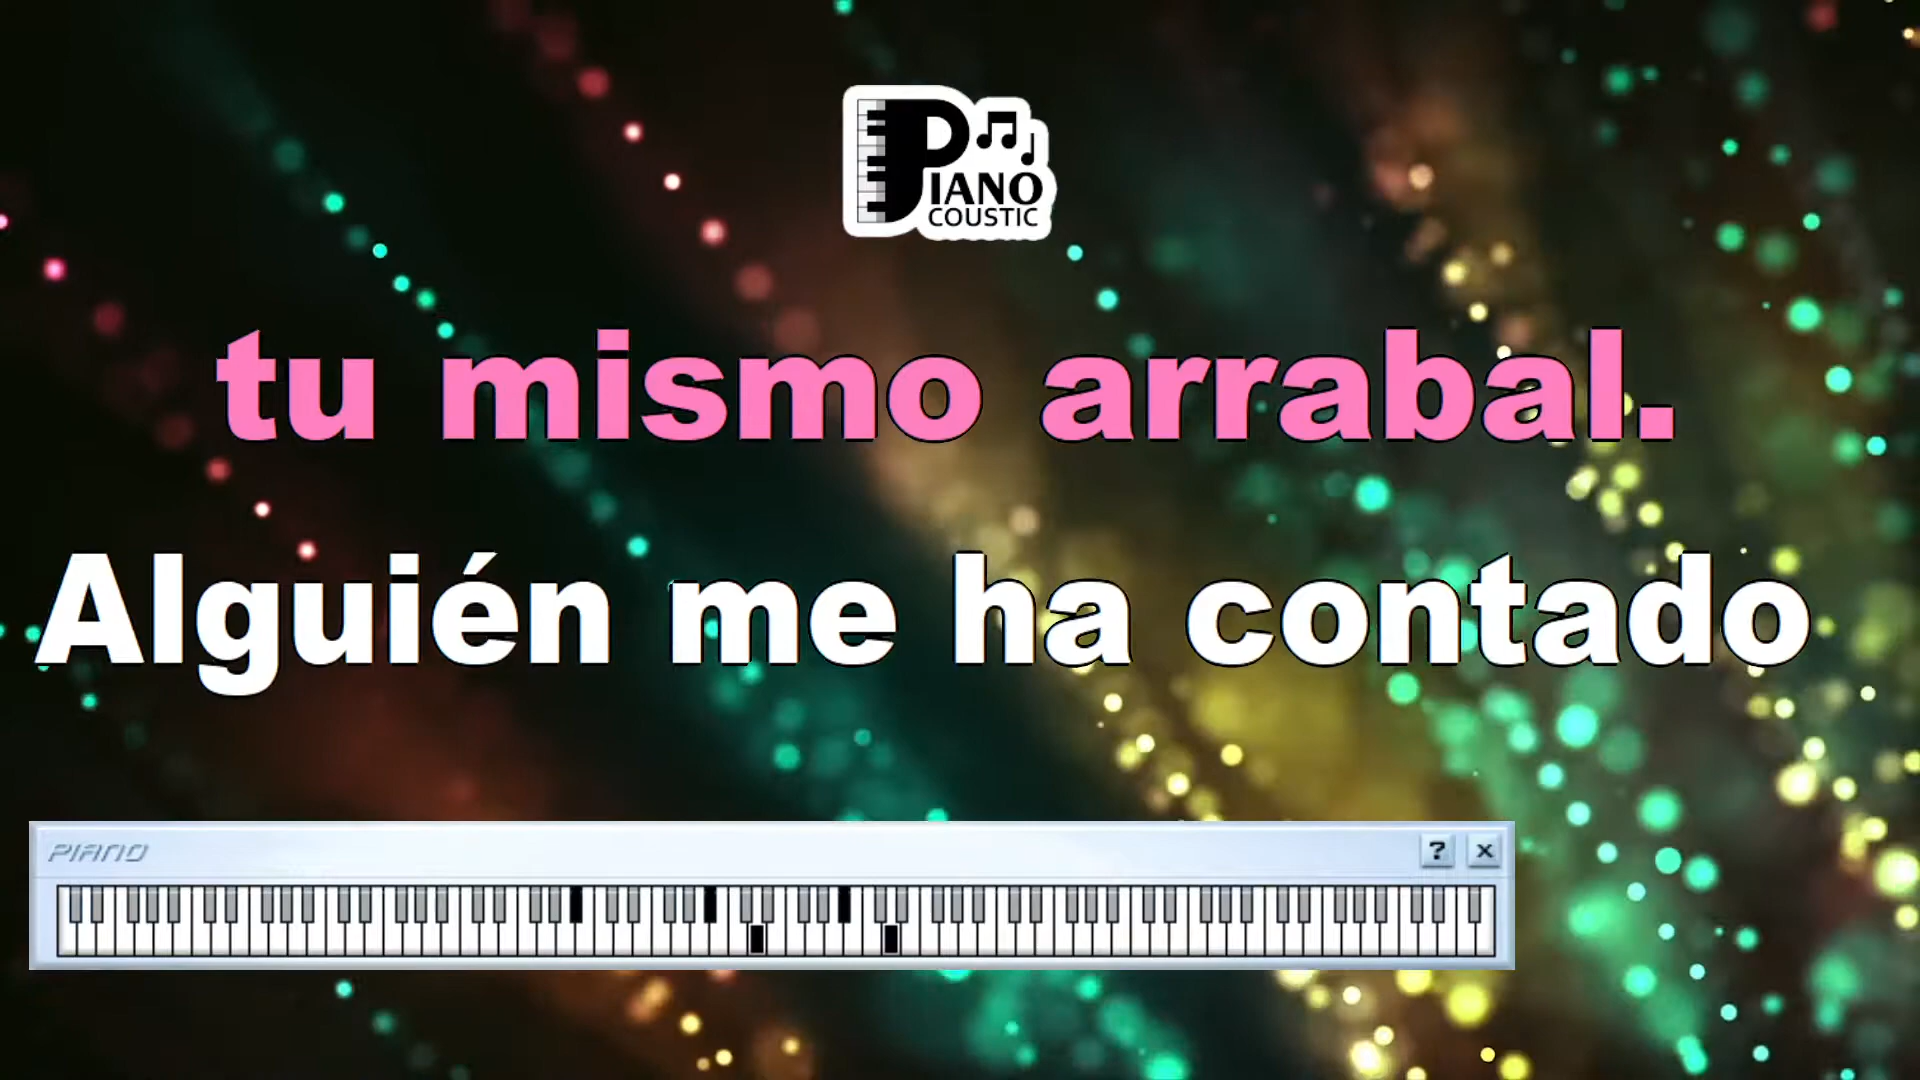 PIANO
COUSTIC
tu mismo arrabal.
Alguién me ha contado
PIANO
? X